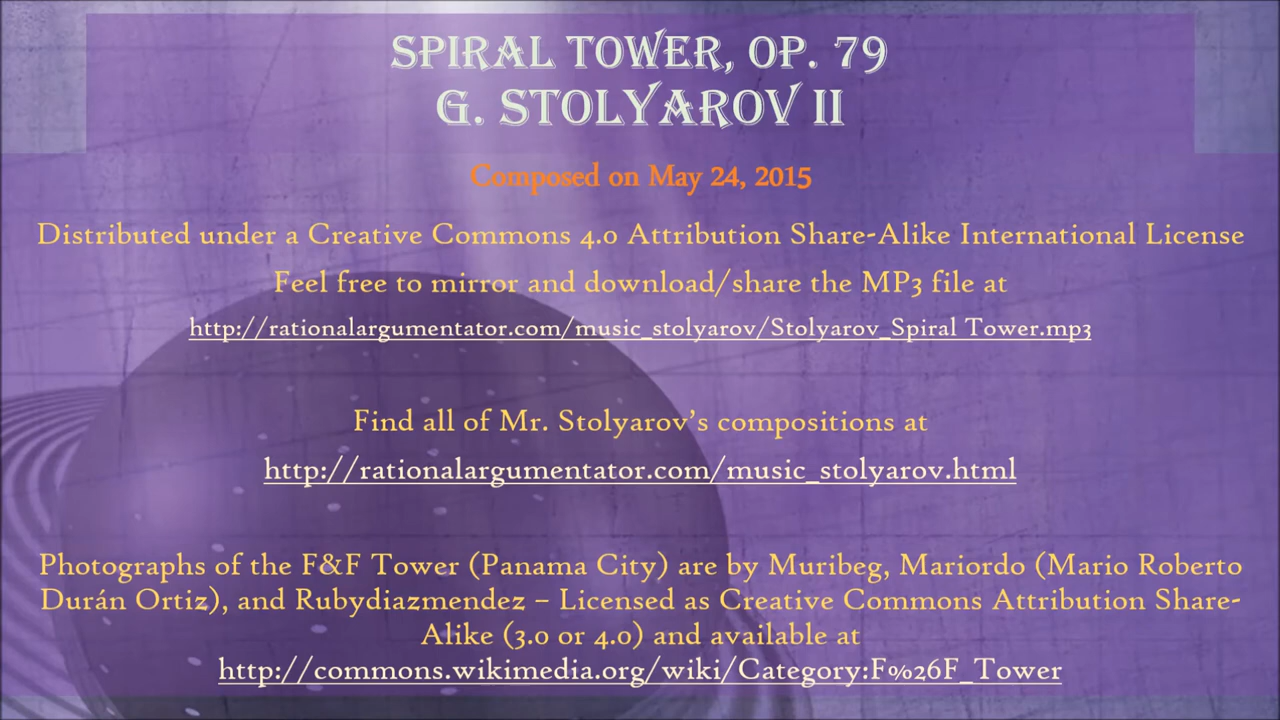 SPIRAL TOWER, OP. 79
G. STOLYAROV II
Composed on May 24, 2015
Distributed under a Creative Commons 4.0 Attribution Share-Alike International License
Feel free to mirror and download/share the MP3 file at
http://rationalargumentator.com/music_stolyarov/Stolyarov_Spiral Tower.mp3
Find all of Mr. Stolyarov’s compositions at
http://rationalargumentator.com/music_stolyarov.html
Photographs of the F&F Tower (Panama City) are by Muribeg, Mariordo (Mario Roberto
Durán Ortiz), and Rubydiazmendez – Licensed as Creative Commons Attribution Share-
Alike (3.0 or 4.0) and available at
http://commons.wikimedia.org/wiki/Category:F%26F_Tower